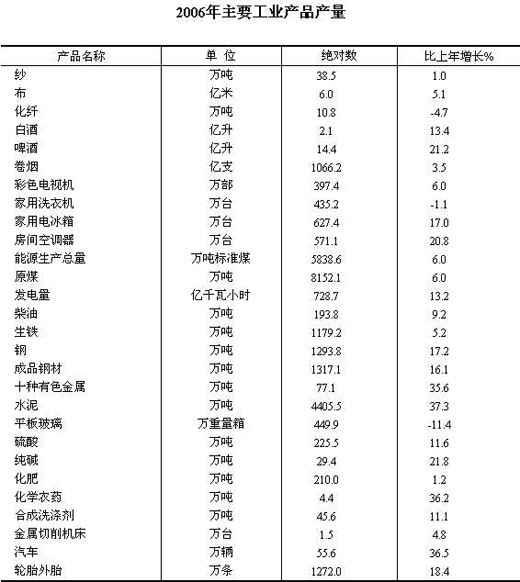 2006年主要工业产品产量
产品名称 单 位 绝对数 比上年增长%
纱 万吨 38.5 1.0
布 亿米 6.0 5.1
化纤 万吨 10.8 -4.7
白酒 亿升 2.1 13.4
啤酒 亿升 14.4 21.2
卷烟 亿支 1066.2 3.5
彩色电视机 万部 397.4 6.0
家用洗衣机 万台 435.2 -1.1
家用电冰箱 万台 627.4 17.0
房间空调器 万台 571.1 20.8
能源生产总量 万吨标准煤 5838.6 6.0
原煤 万吨 8152.1 6.0
发电量 亿千瓦小时 728.7 13.2
柴油 万吨 193.8 9.2
生铁 万吨 1179.2 5.2
钢 万吨 1293.8 17.2
成品钢材 万吨 1317.1 16.1
十种有色金属 万吨 77.1 35.6
水泥 万吨 4405.5 37.3
平板玻璃 万重量箱 449.9 -11.4
硫酸 万吨 225.5 11.6
纯碱 万吨 29.4 21.8
化肥 万吨 210.0 1.2
化学农药 万吨 4.4 36.2
合成洗涤剂 万吨 45.6 11.1
金属切削机床 万台 1.5 4.8
汽车 万辆 55.6 36.5
轮胎外胎 万条 1272.0 18.4